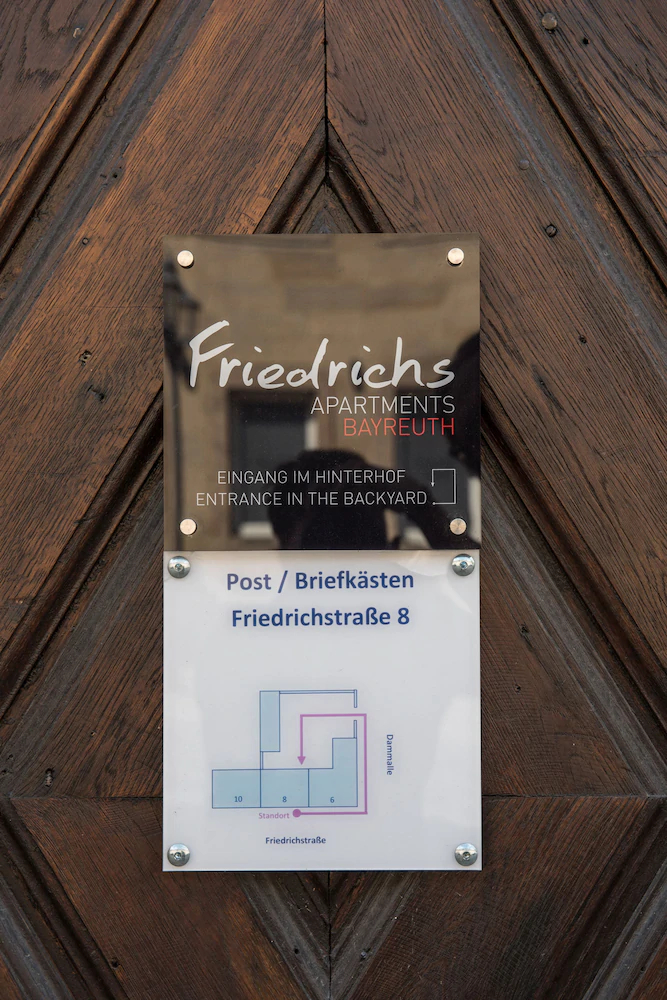 Friedrichs
APARTMENTS
BAYREUTH
EINGANG IM HINTERHOF
ENTRANCE IN THE BACKYARD
Post / Briefkästen
Friedrichstraße 8
Dammalle
10 8 6
Standort
Friedrichstraße